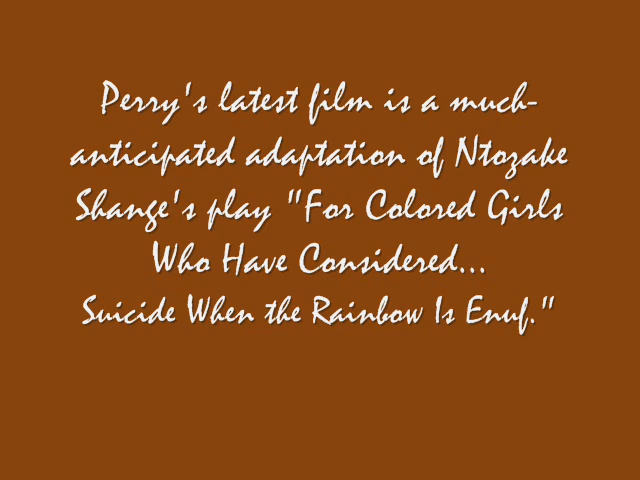 Perry's latest film is a much-
anticipated adaptation of Ntozake
Shange's play "For Colored Girls
Who Have Considered...
Suicide When the Rainbow Is Enuf."